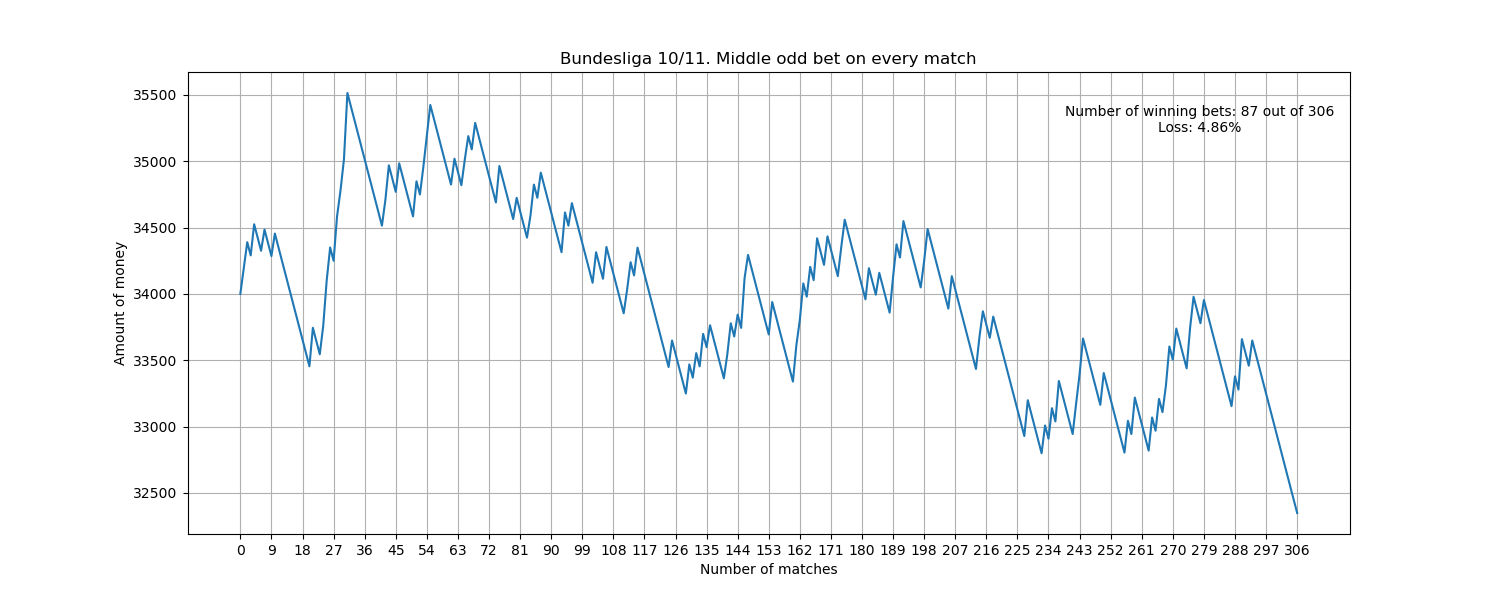 Bundesliga 10/11. Middle odd bet on every match
Number of winning bets: 87 out of 306
Loss: 4.86%
Amount of money
35500
35000
34500
34000
33500
33000
32500
0 9 18 27 36 45 54 63 72 81 90 99 108 117 126 135 144 153 162 171 180 189 198 207 216 225 234 243 252 261 270 279 288 297 306
Number of matches